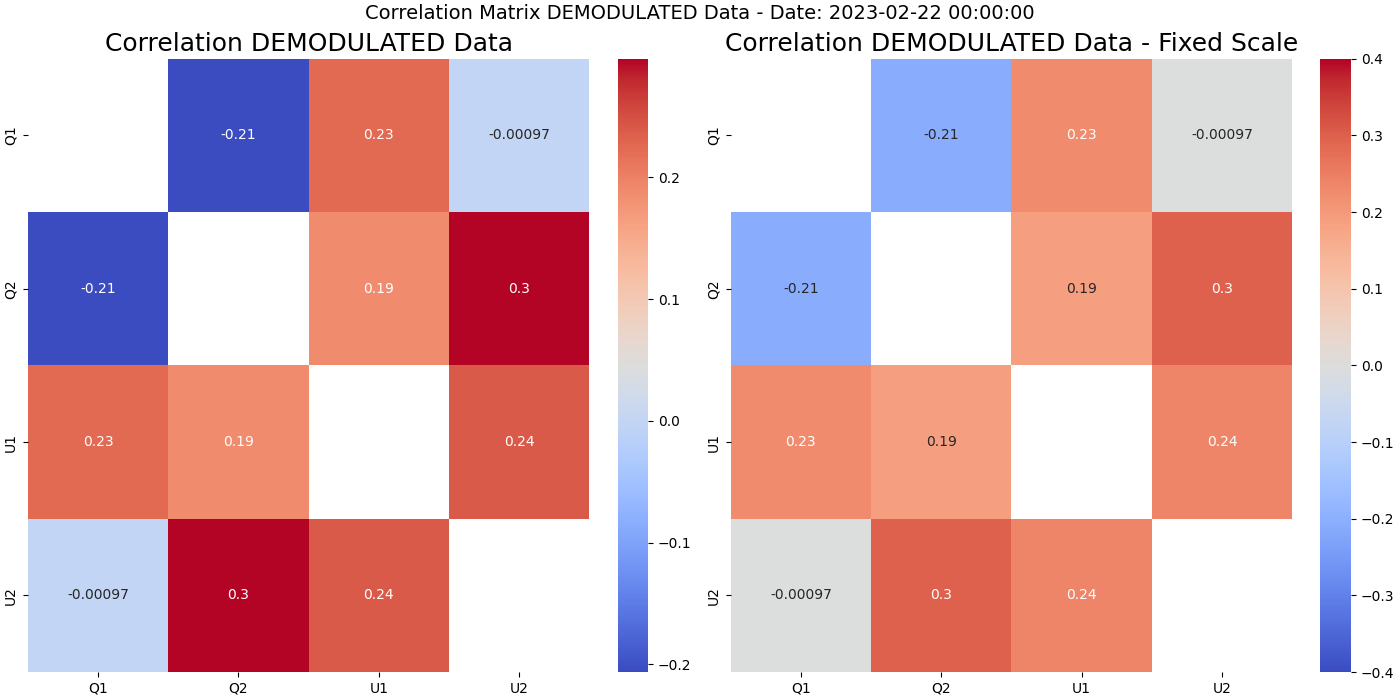 Correlation Matrix DEMODULATED Data - Date: 2023-02-22 00:00:00
Correlation DEMODULATED Data
Q1
-0.21
0.23
-0.00097
Q2
-0.21
0.19
0.3
U1
0.23
0.19
0.24
U2
-0.00097
0.3
0.24
Q1
Q2
U1
U2
0.2
0.1
0.0
−0.1
−0.2
Correlation DEMODULATED Data - Fixed Scale
Q1
-0.21
0.23
-0.00097
Q2
-0.21
0.19
0.3
U1
0.23
0.19
0.24
U2
-0.00097
0.3
0.24
Q1
Q2
U1
U2
0.4
0.3
0.2
0.1
0.0
−0.1
−0.2
−0.3
−0.4